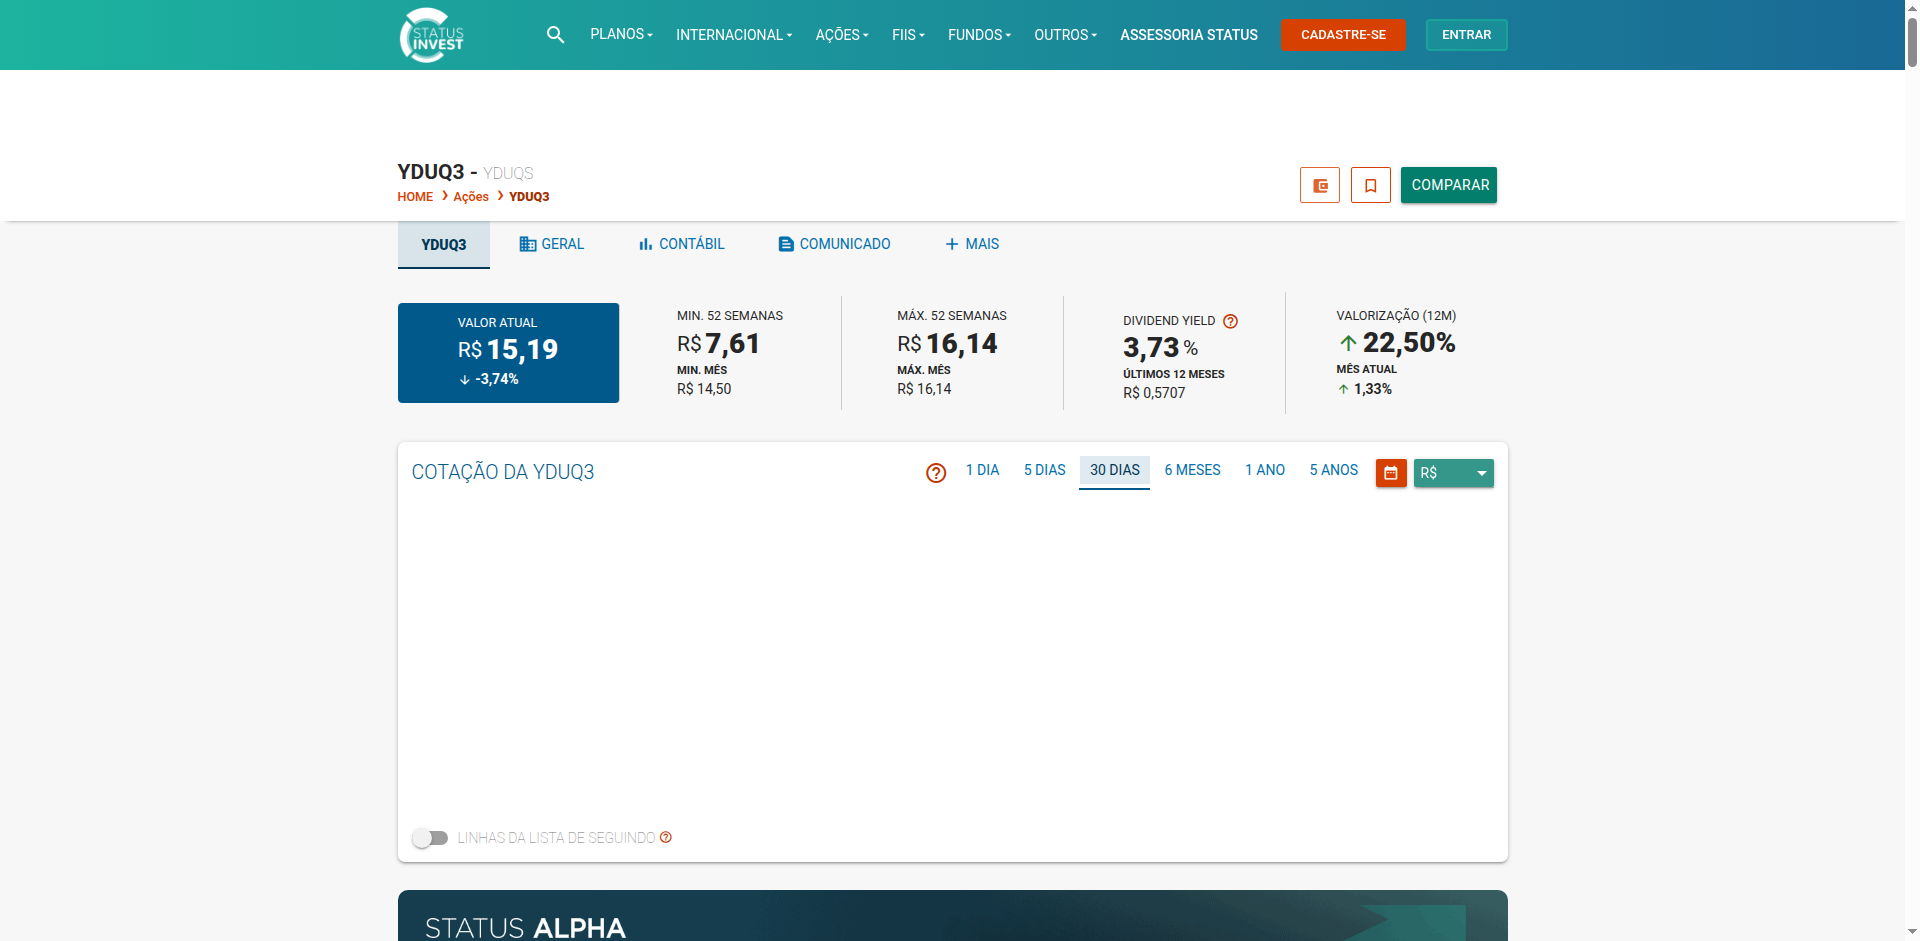 STATUS
INVEST
PLANOS
INTERNACIONAL
AÇÕES
FIIS
FUNDOS
OUTROS
ASSESSORIA STATUS
CADASTRE-SE
ENTRAR
YDUQ3 - YDUQS
HOME
Ações
YDUQ3
COMPARAR
YDUQ3
GERAL
CONTÁBIL
COMUNICADO
MAIS
VALOR ATUAL
R$ 15,19
-3,74%
MIN. 52 SEMANAS
R$ 7,61
MIN. MÊS
R$ 14,50
MÁX. 52 SEMANAS
R$ 16,14
MÁX. MÊS
R$ 16,14
DIVIDEND YIELD
3,73 %
ÚLTIMOS 12 MESES
R$ 0,5707
VALORIZAÇÃO (12M)
22,50%
MÊS ATUAL
1,33%
COTAÇÃO DA YDUQ3
1 DIA
5 DIAS
30 DIAS
6 MESES
1 ANO
5 ANOS
R$
LINHAS DA LISTA DE SEGUINDO
STATUS ALPHA